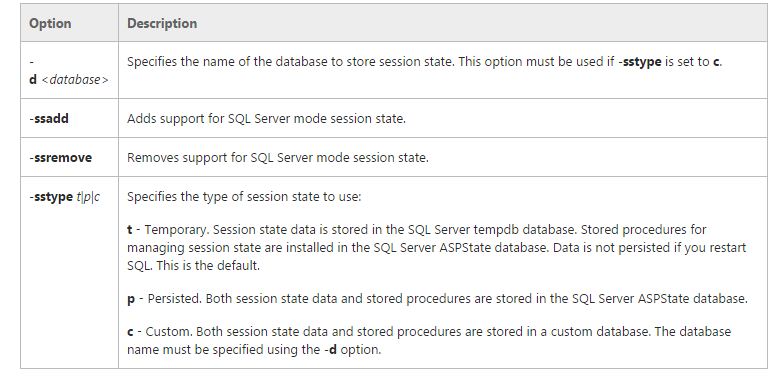 Option Description
- Specifies the name of the database to store session state. This option must be used if -sstype is set to c.
d <database>
-ssadd Adds support for SQL Server mode session state.
-ssremove Removes support for SQL Server mode session state.
-sstype t|p|c Specifies the type of session state to use:
t - Temporary. Session state data is stored in the SQL Server tempdb database. Stored procedures for
managing session state are installed in the SQL Server ASPState database. Data is not persisted if you restart
SQL. This is the default.
p - Persisted. Both session state data and stored procedures are stored in the SQL Server ASPState database.
c - Custom. Both session state data and stored procedures are stored in a custom database. The database
name must be specified using the -d option.